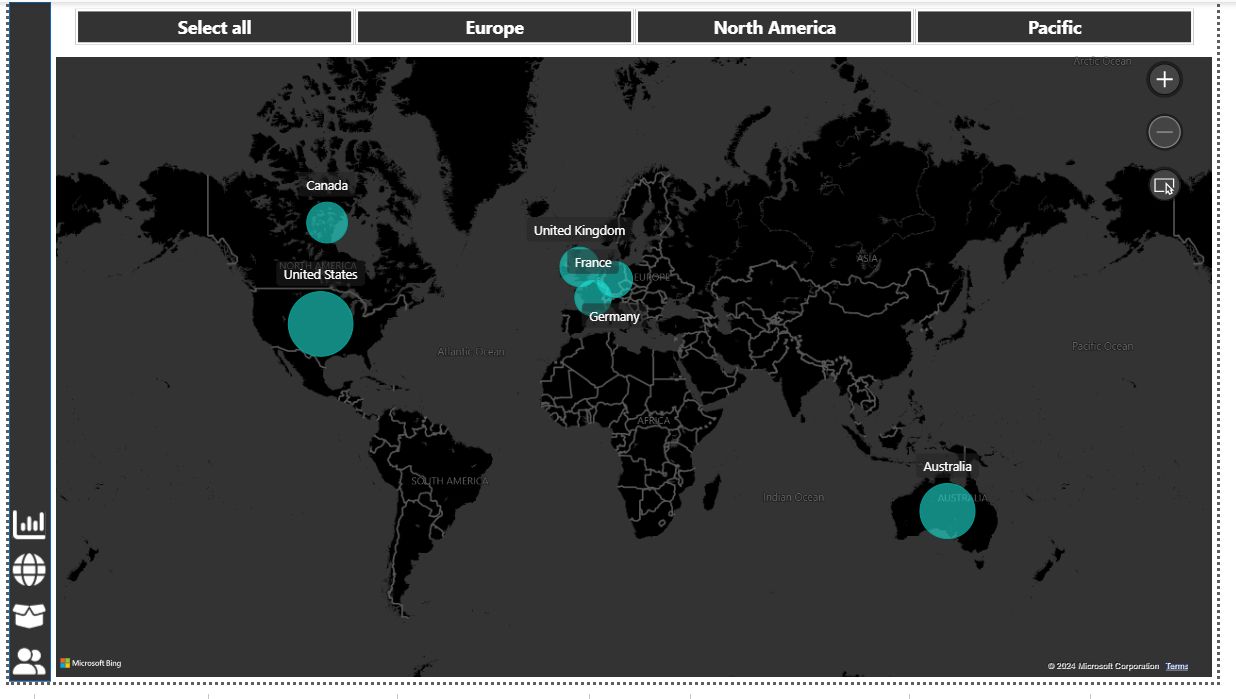 Select all
Europe
North America
Pacific
Arctic Ocean
Canada
United Kingdom
ASIA
NORTH AMERICA
France
United States
EUROPE
Germany
Atlantic Ocean
Pacific Ocean
AFRICA
Australia
SOUTH AMERICA
Indian Ocean
AUSTRALIA
Microsoft Bing
© 2024 Microsoft Corporation Terms